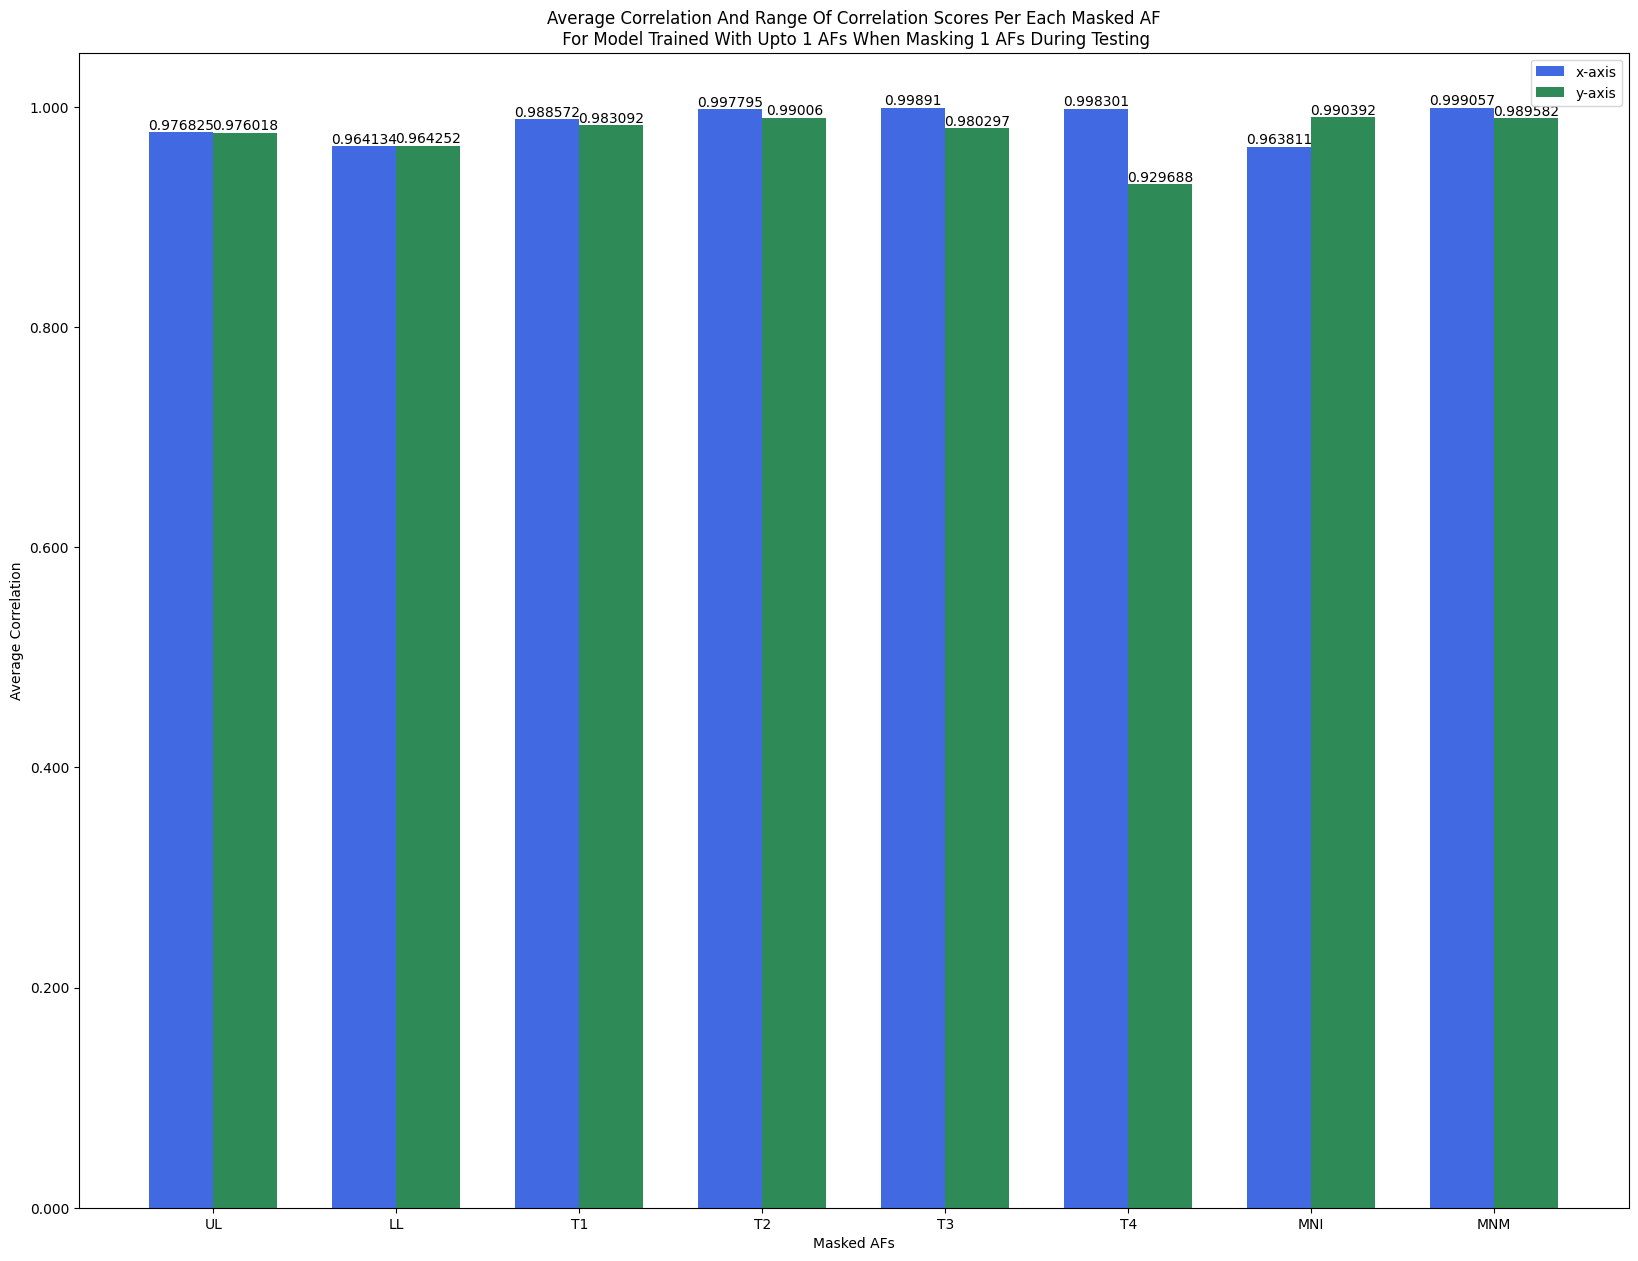 Average Correlation And Range Of Correlation Scores Per Each Masked AF
For Model Trained With Upto 1 AFs When Masking 1 AFs During Testing
x-axis
y-axis
1.000
0.800
0.600
0.400
0.200
0.000
Average Correlation
0.976825
0.976018
0.964134
0.964252
0.988572
0.983092
0.997795
0.99006
0.99891
0.980297
0.998301
0.929688
0.963811
0.990392
0.999057
0.989582
UL
LL
T1
T2
T3
T4
MNI
MNM
Masked AFs